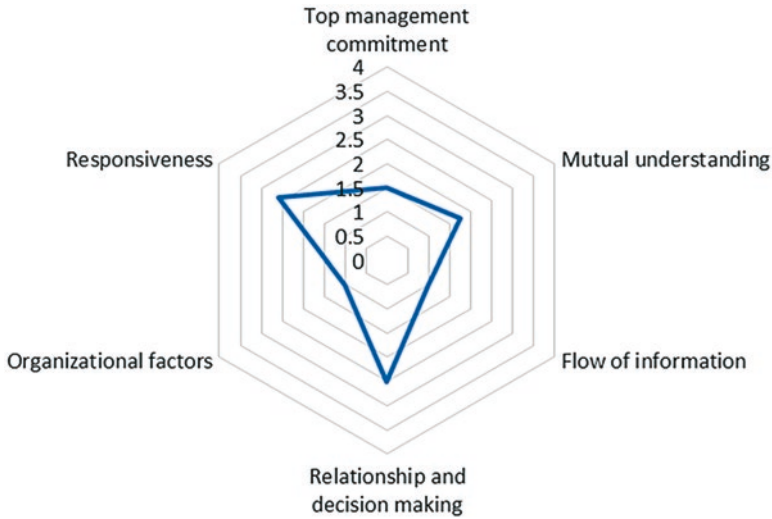 Top management
commitment
4
3.5
3
2.5
2
1.5
1
0.5
0
Responsiveness
Mutual understanding
Organizational factors
Flow of information
Relationship and
decision making